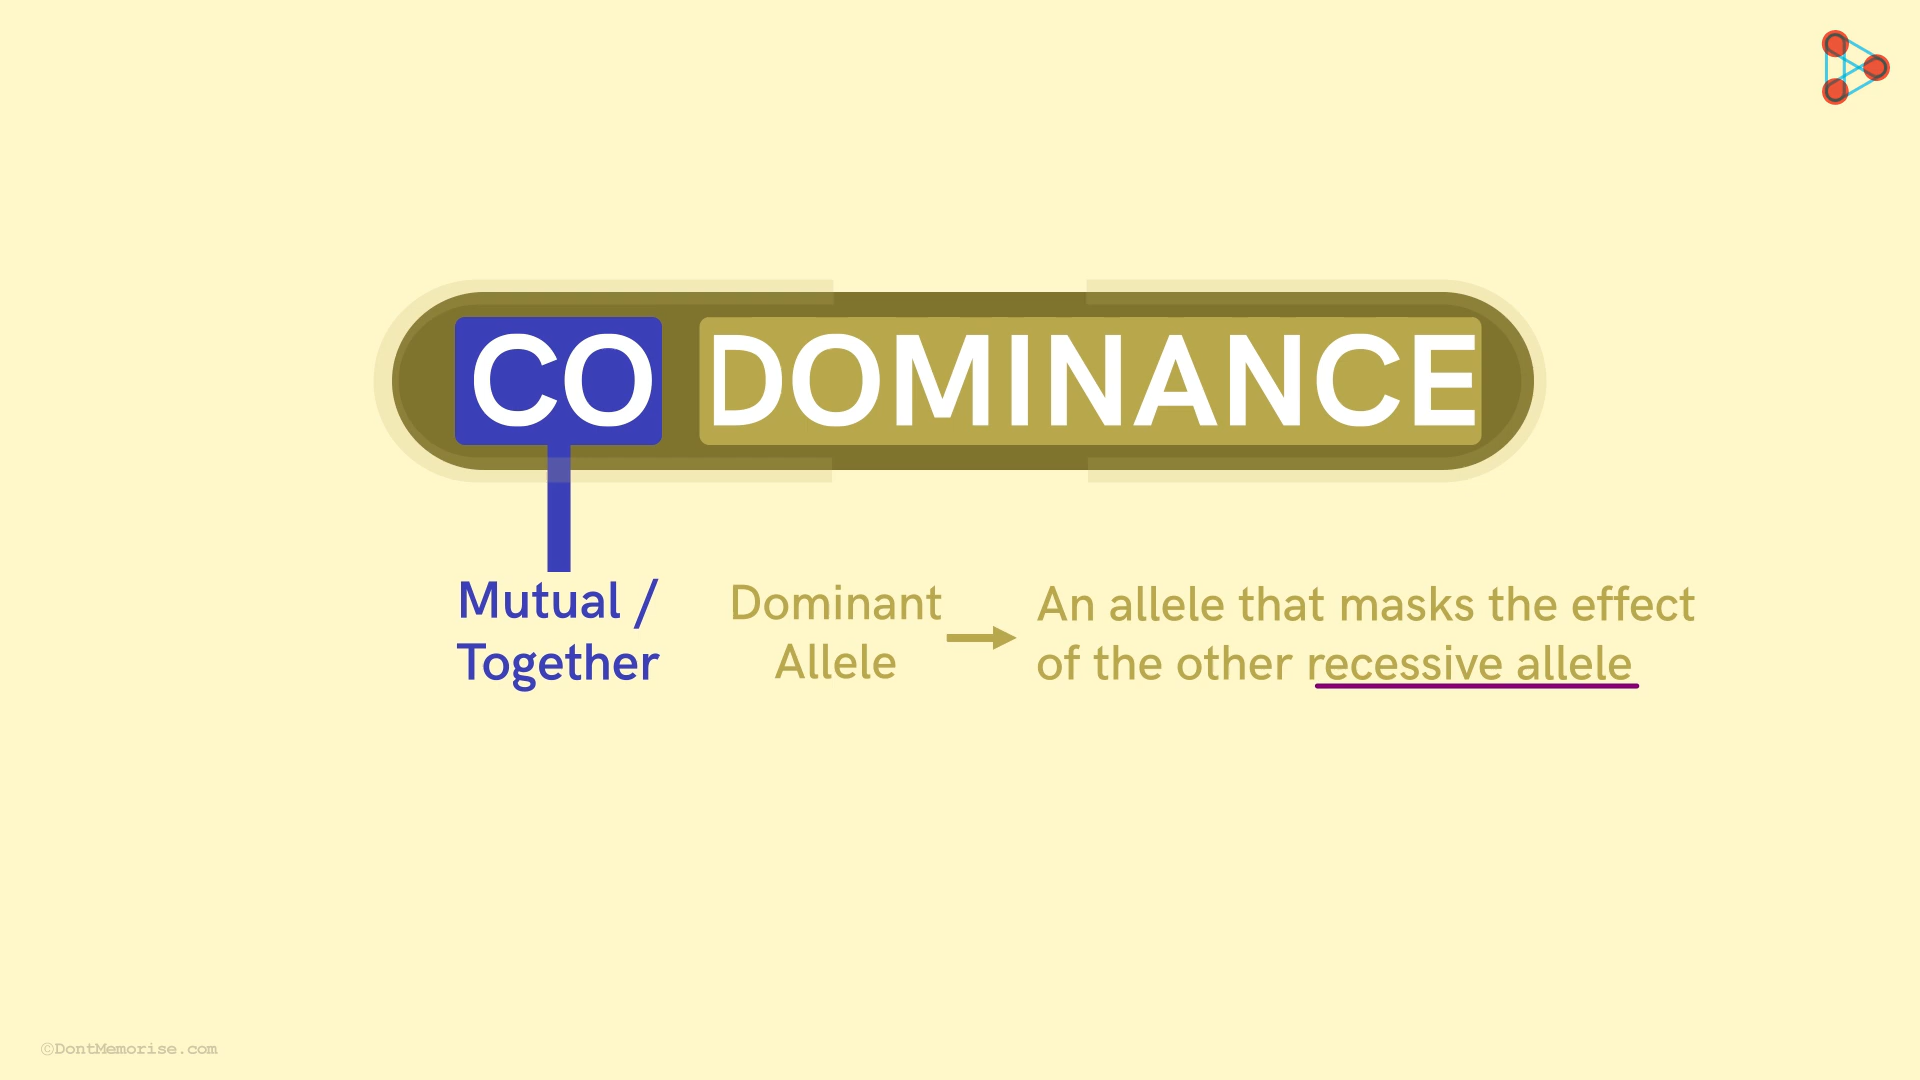 CO DOMINANCE
Mutual /
Together
Dominant
Allele
An allele that masks the effect
of the other recessive allele
©DontMemorise.com